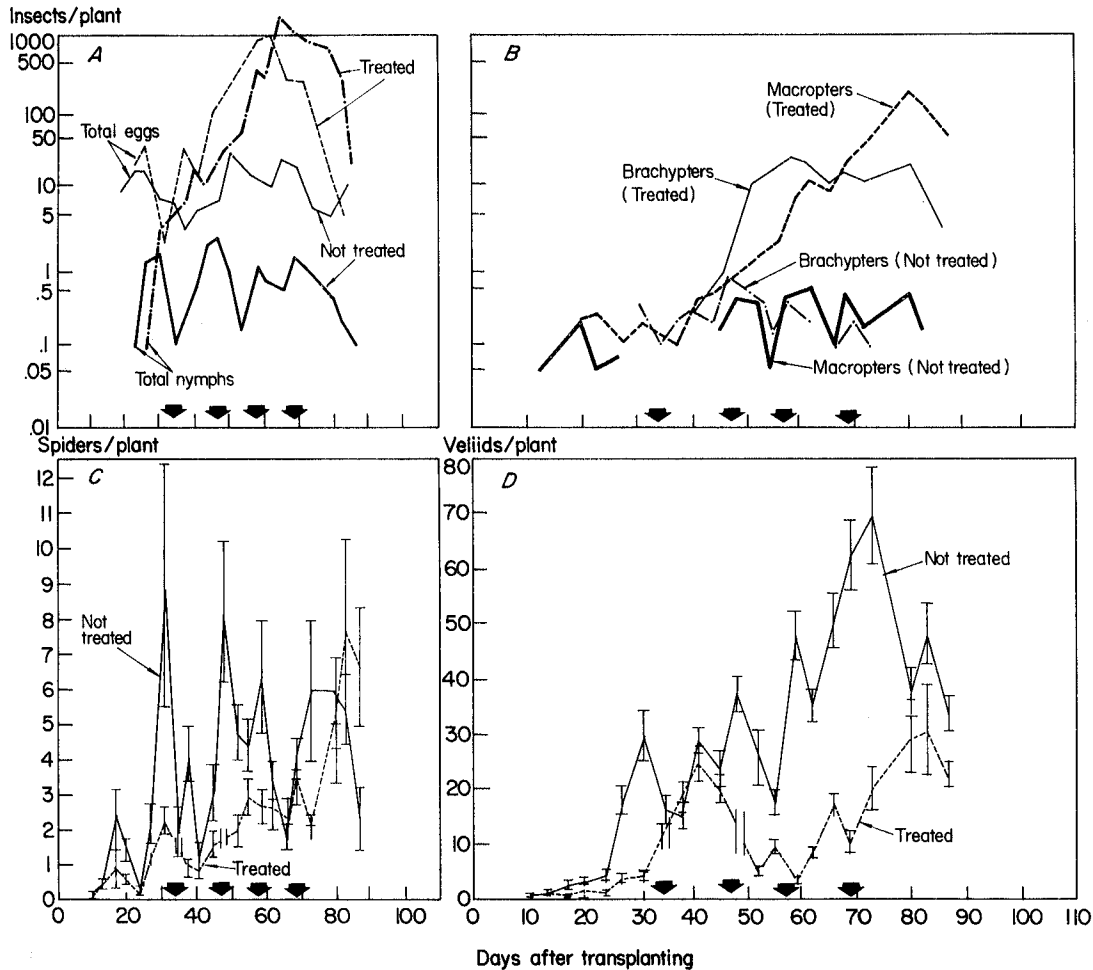 Insects/plant
1000
500
100
50
10
5
1
.5
.1
.05
.01
A
Treated
Total eggs
Not treated
Total nymphs
B
Macropters
(Treated)
Brachypters
(Treated)
Brachypters (Not treated)
Macropters (Not treated)
Spiders/plant
12
11
10
9
8
7
6
5
4
3
2
1
0
C
Not
treated
Treated
0 20 40 60 80 100
Veliids/plant
80
70
60
50
40
30
20
10
0
D
Not treated
Treated
0 10 20 30 40 50 60 70 80 90 100 110
Days after transplanting